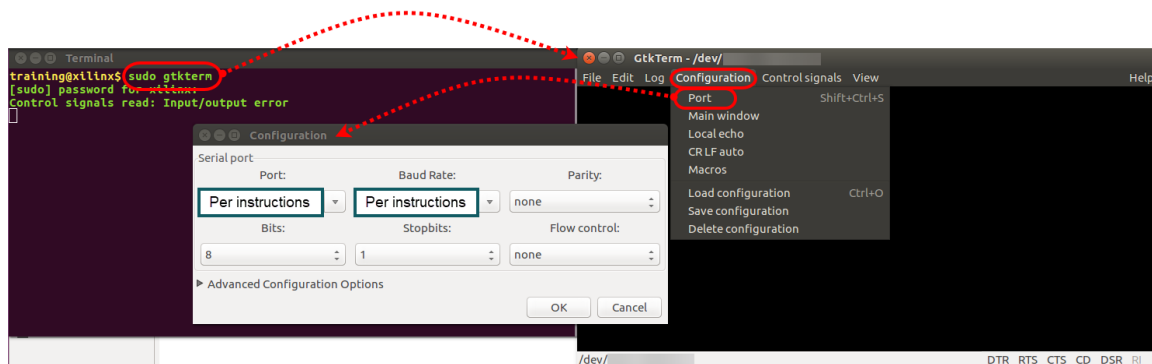 Terminal
training@xilinx$ sudo gtkterm
[sudo] password for xilinx:
Control signals read: Input/output error
GtkTerm - /dev/
File Edit Log Configuration Control signals View Help
Port Shift+Ctrl+S
Main window
Local echo
CR LF auto
Macros
Load configuration Ctrl+O
Save configuration
Delete configuration
Configuration
Serial port
Port: Baud Rate: Parity:
Per instructions Per instructions none
Bits: Stopbits: Flow control:
8 1 none
Advanced Configuration Options
OK Cancel
/dev/ DTR RTS CTS CD DSR RI